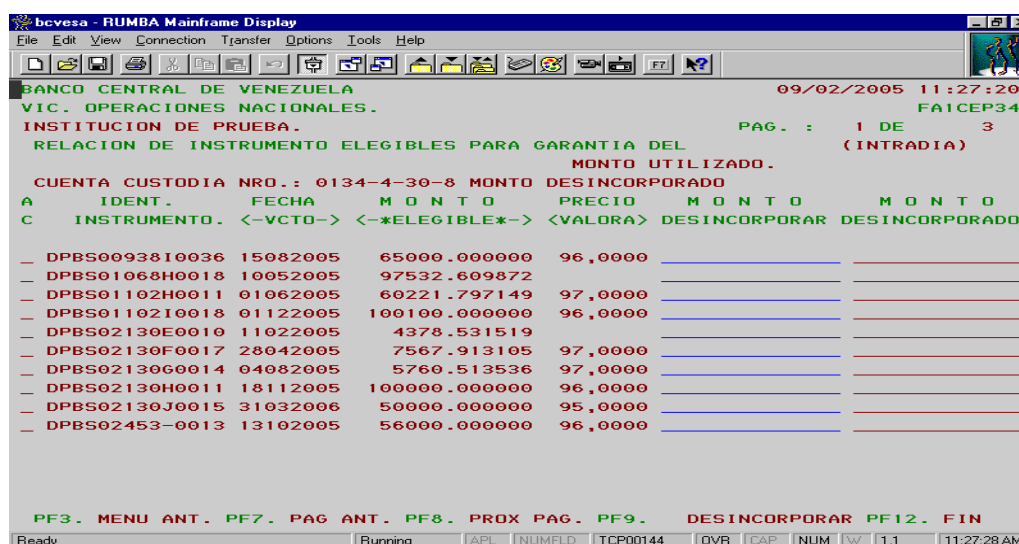 bcvesa - RUMBA Mainframe Display
File Edit View Connection Transfer Options Tools Help
F7
BANCO CENTRAL DE VENEZUELA 09/02/2005 11:27:20
VIC. OPERACIONES NACIONALES. FA1CEP34
INSTITUCION DE PRUEBA. PAG. : 1 DE 3
RELACION DE INSTRUMENTO ELEGIBLES PARA GARANTIA DEL (INTRADIA)
MONTO UTILIZADO.
CUENTA CUSTODIA NRO.: 0134-4-30-8 MONTO DESINCORPORADO
A IDENT. FECHA M O N T O PRECIO M O N T O M O N T O
C INSTRUMENTO. <-VCTO-> <-*ELEGIBLE*-> <VALORA> DESINCORPORAR DESINCORPORADO
_ DPBS00938I0036 15082005 65000.000000 96,0000
_ DPBS01068H0018 10052005 97532.609872
_ DPBS01102H0011 01062005 60221.797149 97,0000
_ DPBS01102I0018 01122005 100100.000000 96,0000
_ DPBS02130E0010 11022005 4378.531519
_ DPBS02130F0017 28042005 7567.913105 97,0000
_ DPBS02130G0014 04082005 5760.513536 97,0000
_ DPBS02130H0011 18112005 100000.000000 96,0000
_ DPBS02130J0015 31032006 50000.000000 95,0000
_ DPBS02453-0013 13102005 56000.000000 96,0000
PF3. MENU ANT. PF7. PAG ANT. PF8. PROX PAG. PF9. DESINCORPORAR PF12. FIN
Ready Running APL NUMFLD TCP00144 OVR CAP NUM W 1,1 11:27:28 AM